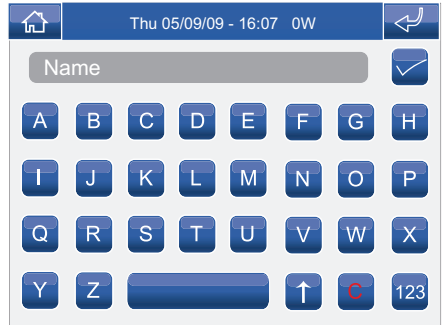 Thu 05/09/09 - 16:07 0W
Name
A B C D E F G H
I J K L M N O P
Q R S T U V W X
Y Z ↑ C 123